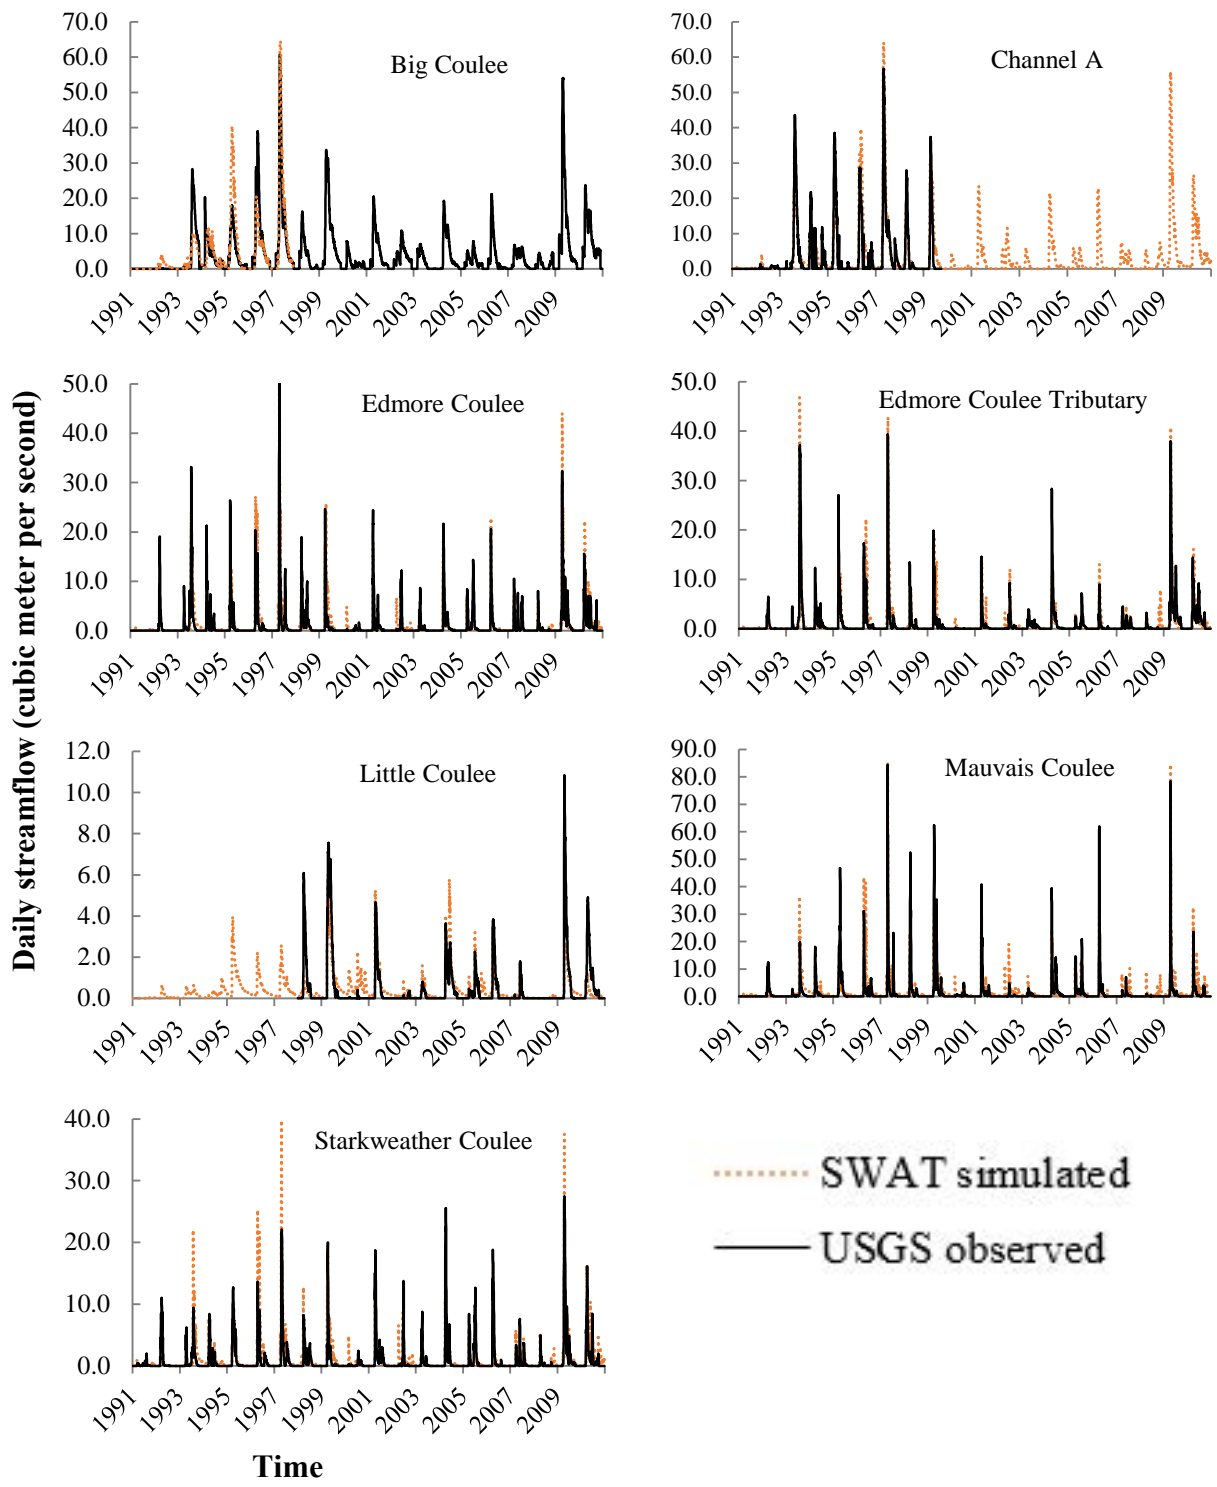 Daily streamflow (cubic meter per second)
Big Coulee
70.0
60.0
50.0
40.0
30.0
20.0
10.0
0.0
1991 1993 1995 1997 1999 2001 2003 2005 2007 2009
Channel A
70.0
60.0
50.0
40.0
30.0
20.0
10.0
0.0
1991 1993 1995 1997 1999 2001 2003 2005 2007 2009
Edmore Coulee
50.0
40.0
30.0
20.0
10.0
0.0
1991 1993 1995 1997 1999 2001 2003 2005 2007 2009
Edmore Coulee Tributary
50.0
40.0
30.0
20.0
10.0
0.0
1991 1993 1995 1997 1999 2001 2003 2005 2007 2009
Little Coulee
12.0
10.0
8.0
6.0
4.0
2.0
0.0
1991 1993 1995 1997 1999 2001 2003 2005 2007 2009
Mauvais Coulee
90.0
80.0
70.0
60.0
50.0
40.0
30.0
20.0
10.0
0.0
1991 1993 1995 1997 1999 2001 2003 2005 2007 2009
Starkweather Coulee
40.0
30.0
20.0
10.0
0.0
1991 1993 1995 1997 1999 2001 2003 2005 2007 2009
SWAT simulated
USGS observed
Time